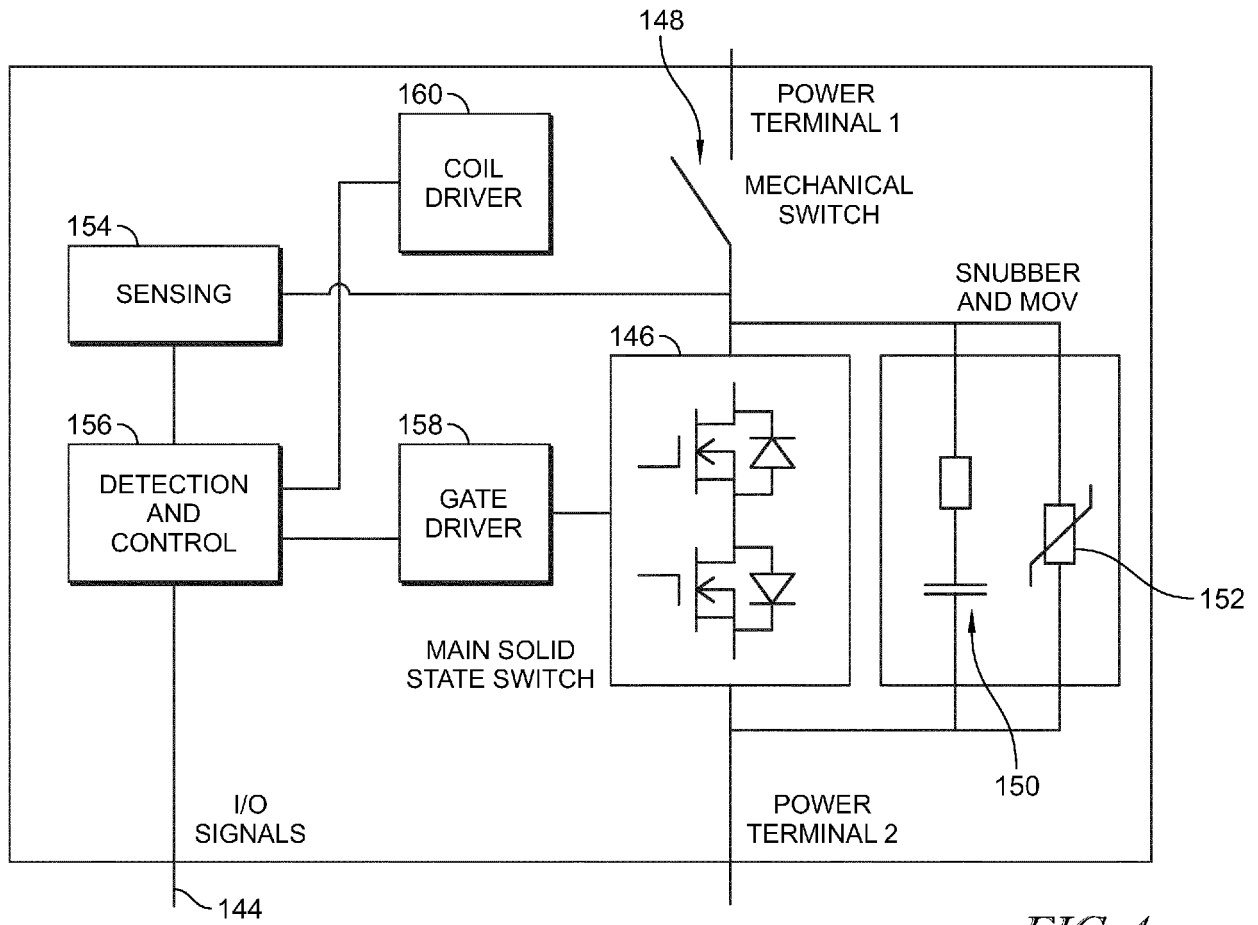 148
POWER
TERMINAL 1
160
COIL
DRIVER
MECHANICAL
SWITCH
154
SENSING
SNUBBER
AND MOV
146
156
DETECTION
AND
CONTROL
158
GATE
DRIVER
152
MAIN SOLID
STATE SWITCH
150
I/O
SIGNALS
POWER
TERMINAL 2
144